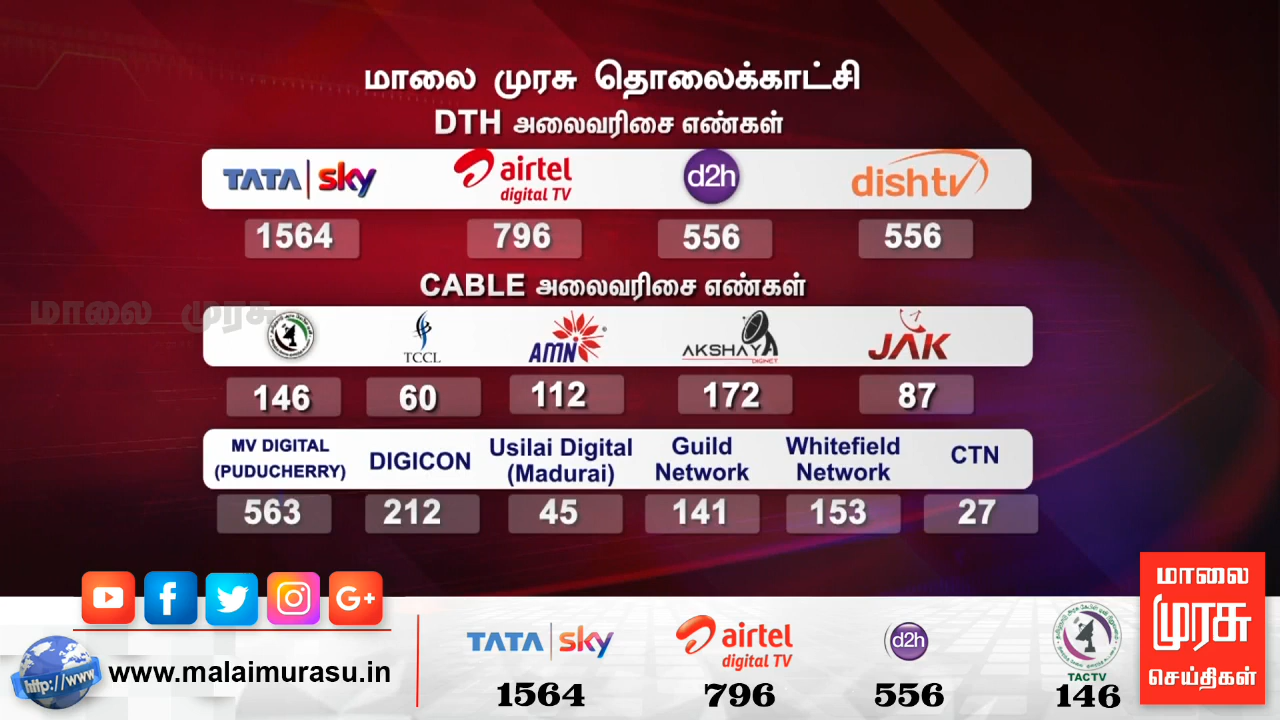 மாலை முரசு தொலைக்காட்சி
DTH அலைவரிசை எண்கள்
TATA sky airtel digital TV d2h dishtv
1564 796 556 556
CABLE அலைவரிசை எண்கள்
மாலை முரசு
TCCL AMN AKSHAYA DIGINET JAK
146 60 112 172 87
MV DIGITAL (PUDUCHERRY) DIGICON Usilai Digital (Madurai) Guild Network Whitefield Network CTN
563 212 45 141 153 27
G+
http://www
www.malaimurasu.in
TATA sky airtel digital TV d2h TACTV
1564 796 556 146
மாலை
முரசு
செய்திகள்